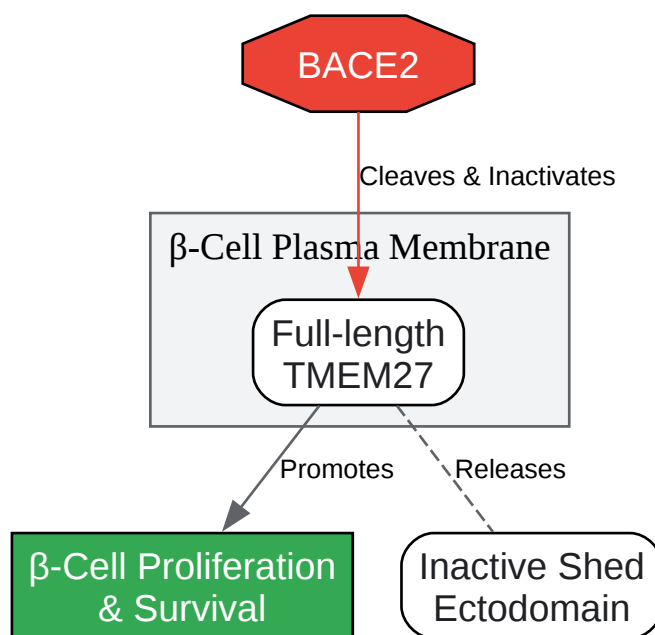 BACE2
Cleaves & Inactivates
β-Cell Plasma Membrane
Full-length
TMEM27
Promotes
Releases
β-Cell Proliferation
& Survival
Inactive Shed
Ectodomain